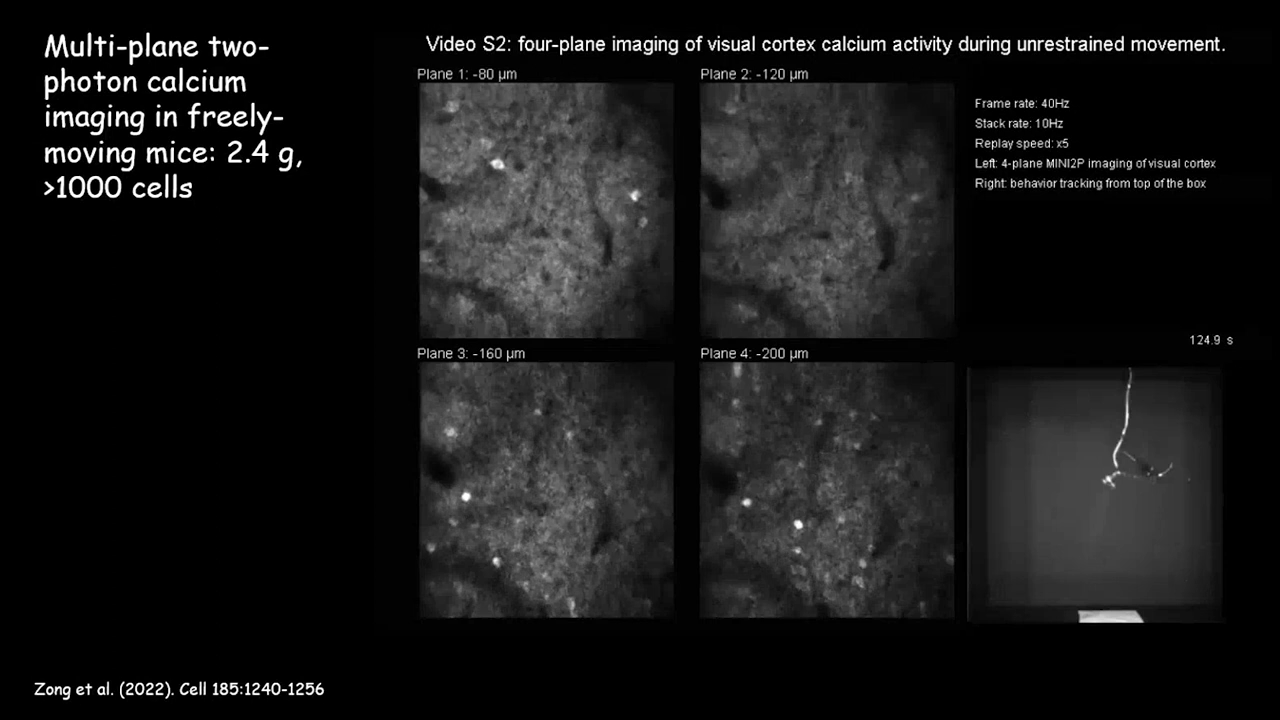 Multi-plane two-
photon calcium
imaging in freely-
moving mice: 2.4 g,
>1000 cells
Video S2: four-plane imaging of visual cortex calcium activity during unrestrained movement.
Plane 1: -80 μm
Plane 2: -120 μm
Frame rate: 40Hz
Stack rate: 10Hz
Replay speed: x5
Left: 4-plane MINI2P imaging of visual cortex
Right: behavior tracking from top of the box
124.9 s
Plane 3: -160 μm
Plane 4: -200 μm
Zong et al. (2022). Cell 185:1240-1256